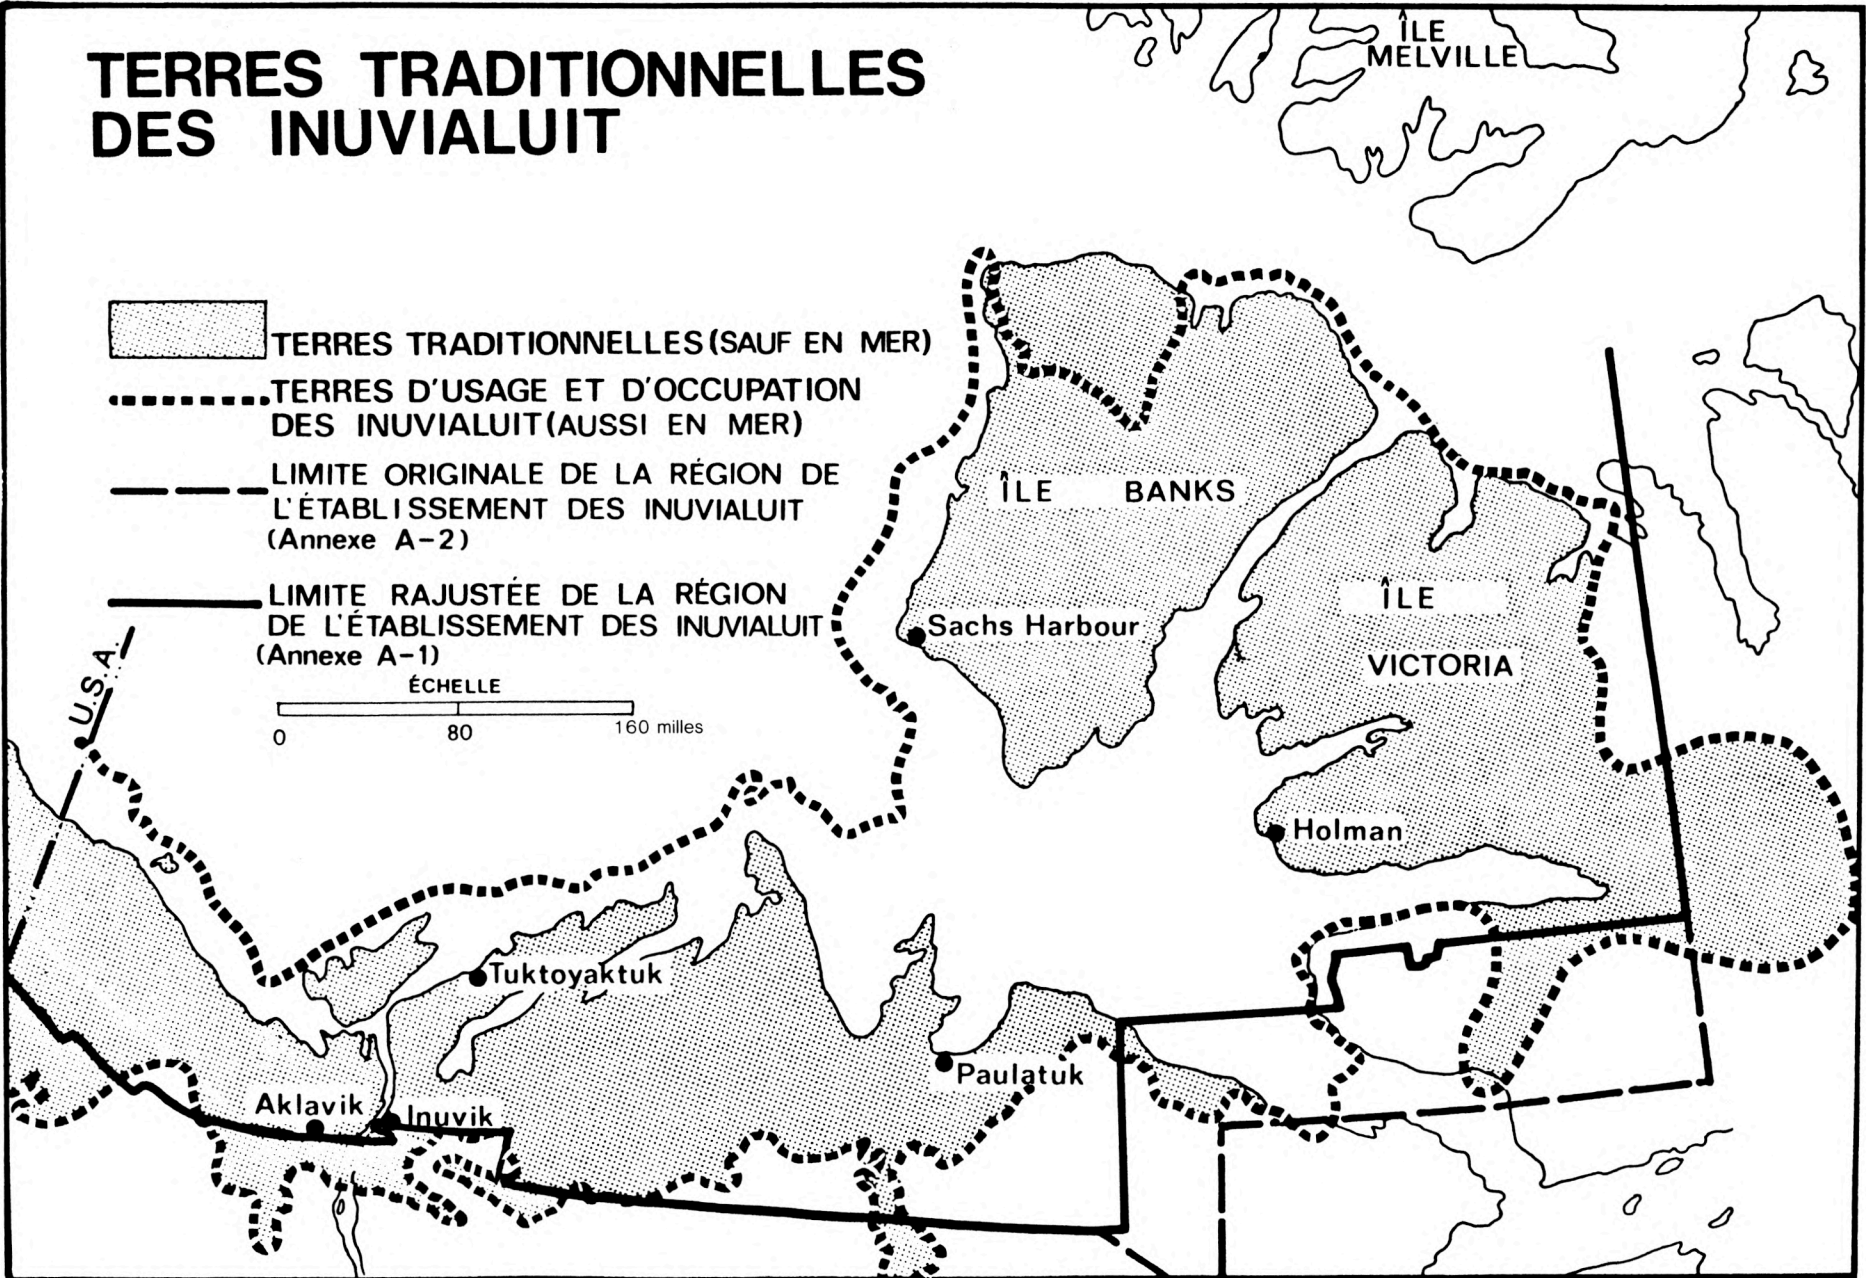 TERRES TRADITIONNELLES
DES INUVIALUIT
TERRES TRADITIONNELLES (SAUF EN MER)
TERRES D'USAGE ET D'OCCUPATION
DES INUVIALUIT (AUSSI EN MER)
LIMITE ORIGINALE DE LA RÉGION DE
L'ÉTABLISSEMENT DES INUVIALUIT
(Annexe A-2)
LIMITE RAJUSTÉE DE LA RÉGION
DE L'ÉTABLISSEMENT DES INUVIALUIT
(Annexe A-1)
ÉCHELLE
0 80 160 milles
U.S.A.
ÎLE
MELVILLE
ÎLE BANKS
Sachs Harbour
ÎLE
VICTORIA
Holman
Tuktoyaktuk
Paulatuk
Aklavik
Inuvik